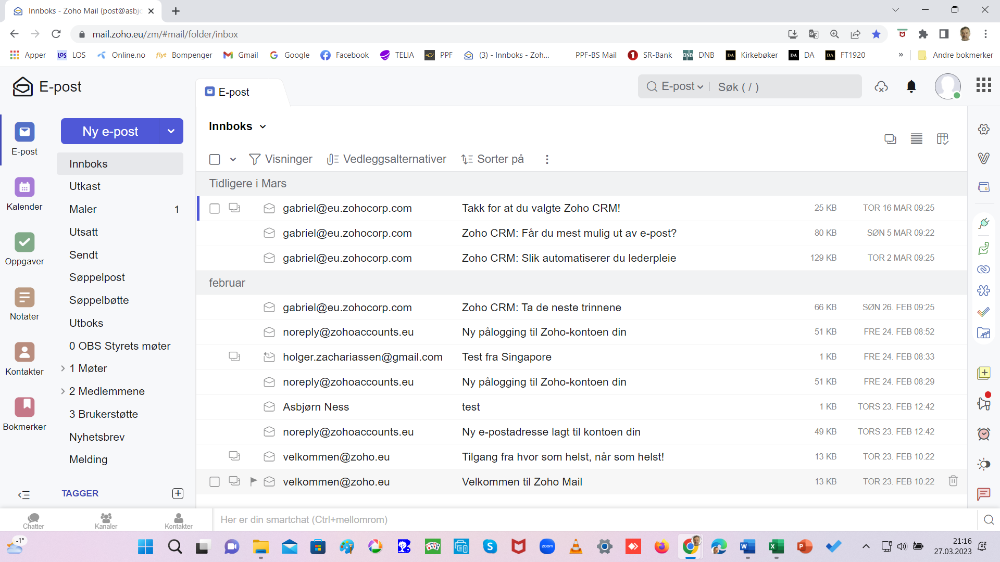 Innboks - Zoho Mail (post@asbjo
mail.zoho.eu/zm/#mail/folder/inbox
Apper LOS LOS Online.no flyt Bompenger Gmail Google Facebook TELIA PPF (3) - Innboks - Zoh... PPF-BS Mail 1 SR-Bank DNB DNB DA Kirkebøker DA DA DA FT1920 » Andre bokmerker
E-post
E-post
E-post Søk ( / )
Ny e-post
Innboks
E-post
Kalender
Oppgaver
Notater
Kontakter
Bokmerker
Innboks
Utkast
Maler 1
Utsatt
Sendt
Søppelpost
Søppelbøtte
Utboks
0 OBS Styrets møter
1 Møter
2 Medlemmene
3 Brukerstøtte
Nyhetsbrev
Melding
TAGGER
Visninger Vedleggsalternativer Sorter på
Tidligere i Mars
gabriel@eu.zohocorp.com Takk for at du valgte Zoho CRM! 25 KB TOR 16 MAR 09:25
gabriel@eu.zohocorp.com Zoho CRM: Får du mest mulig ut av e-post? 80 KB SØN 5 MAR 09:22
gabriel@eu.zohocorp.com Zoho CRM: Slik automatiserer du lederpleie 129 KB TOR 2 MAR 09:25
februar
gabriel@eu.zohocorp.com Zoho CRM: Ta de neste trinnene 66 KB SØN 26. FEB 09:25
noreply@zohoaccounts.eu Ny pålogging til Zoho-kontoen din 51 KB FRE 24. FEB 08:52
holger.zachariassen@gmail.com Test fra Singapore 1 KB FRE 24. FEB 08:33
noreply@zohoaccounts.eu Ny pålogging til Zoho-kontoen din 51 KB FRE 24. FEB 08:29
Asbjørn Ness test 1 KB TORS 23. FEB 12:42
noreply@zohoaccounts.eu Ny e-postadresse lagt til kontoen din 49 KB TORS 23. FEB 12:42
velkommen@zoho.eu Tilgang fra hvor som helst, når som helst! 13 KB TOR 23. FEB 10:22
velkommen@zoho.eu Velkommen til Zoho Mail 13 KB TOR 23. FEB 10:22
Chatter Kanaler Kontakter
Her er din smartchat (Ctrl+mellomrom)
-1°
zoom
21:16
27.03.2023